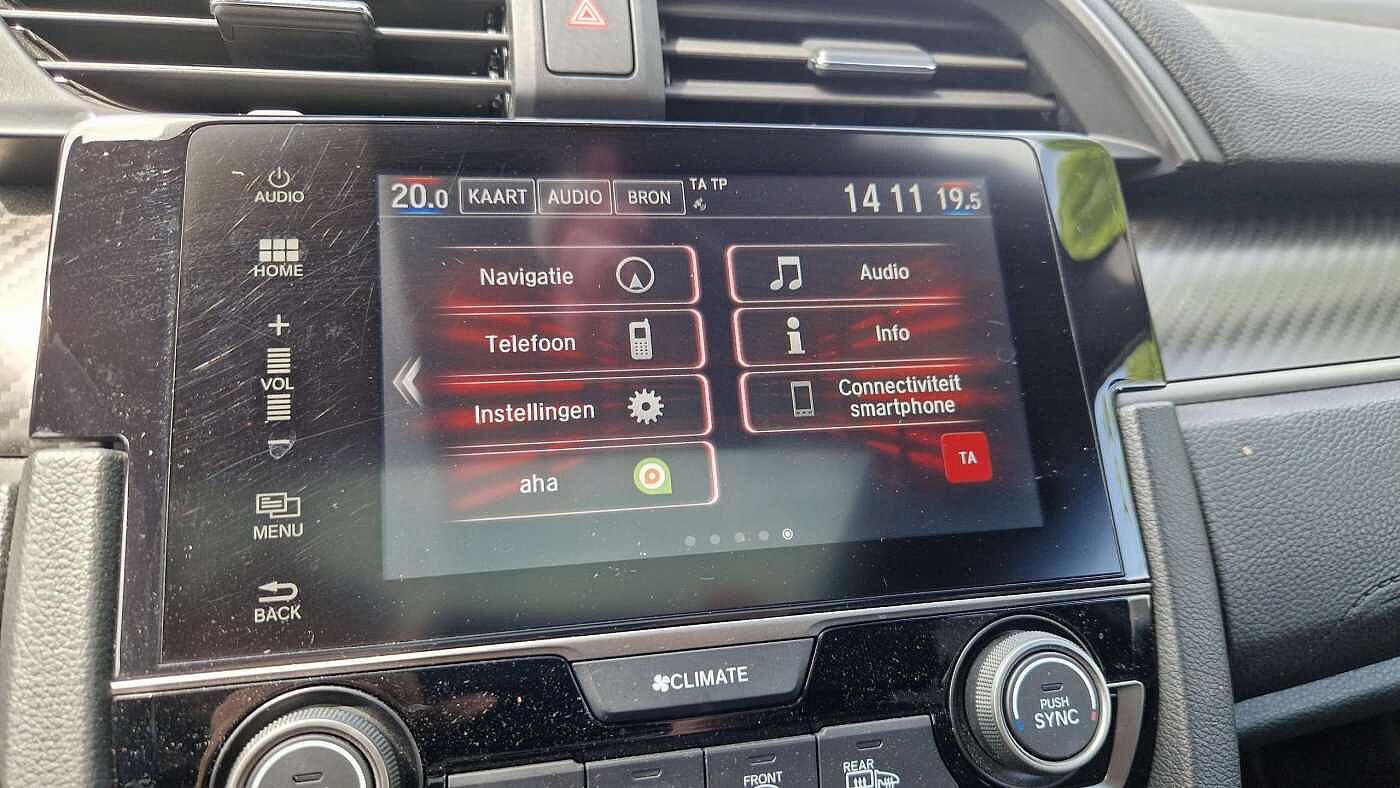 AUDIO
HOME
+
VOL
MENU
BACK
20.0 KAART AUDIO BRON TA TP 14 11 19.5
Navigatie
Audio
Telefoon
Info
Instellingen
Connectiviteit
smartphone
aha
TA
CLIMATE
PUSH
SYNC
FRONT
REAR